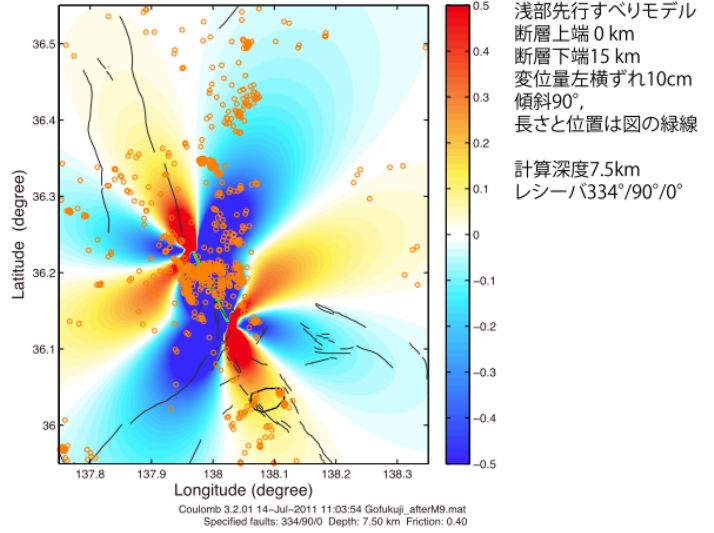 36.5
36.4
36.3
36.2
36.1
36
Latitude (degree)
137.8
137.9
138
138.1
138.2
138.3
Longitude (degree)
0.5
0.4
0.3
0.2
0.1
0
−0.1
−0.2
−0.3
−0.4
−0.5
浅部先行すべりモデル
断層上端 0 km
断層下端15 km
変位量左横ずれ10cm
傾斜90°,
長さと位置は図の緑線
計算深度7.5km
レシーバ334°/90°/0°
Coulomb 3.2.01 14−Jul−2011 11:03:54 Gofukuji_afterM9.mat
Specified faults: 334/90/0 Depth: 7.50 km Friction: 0.40